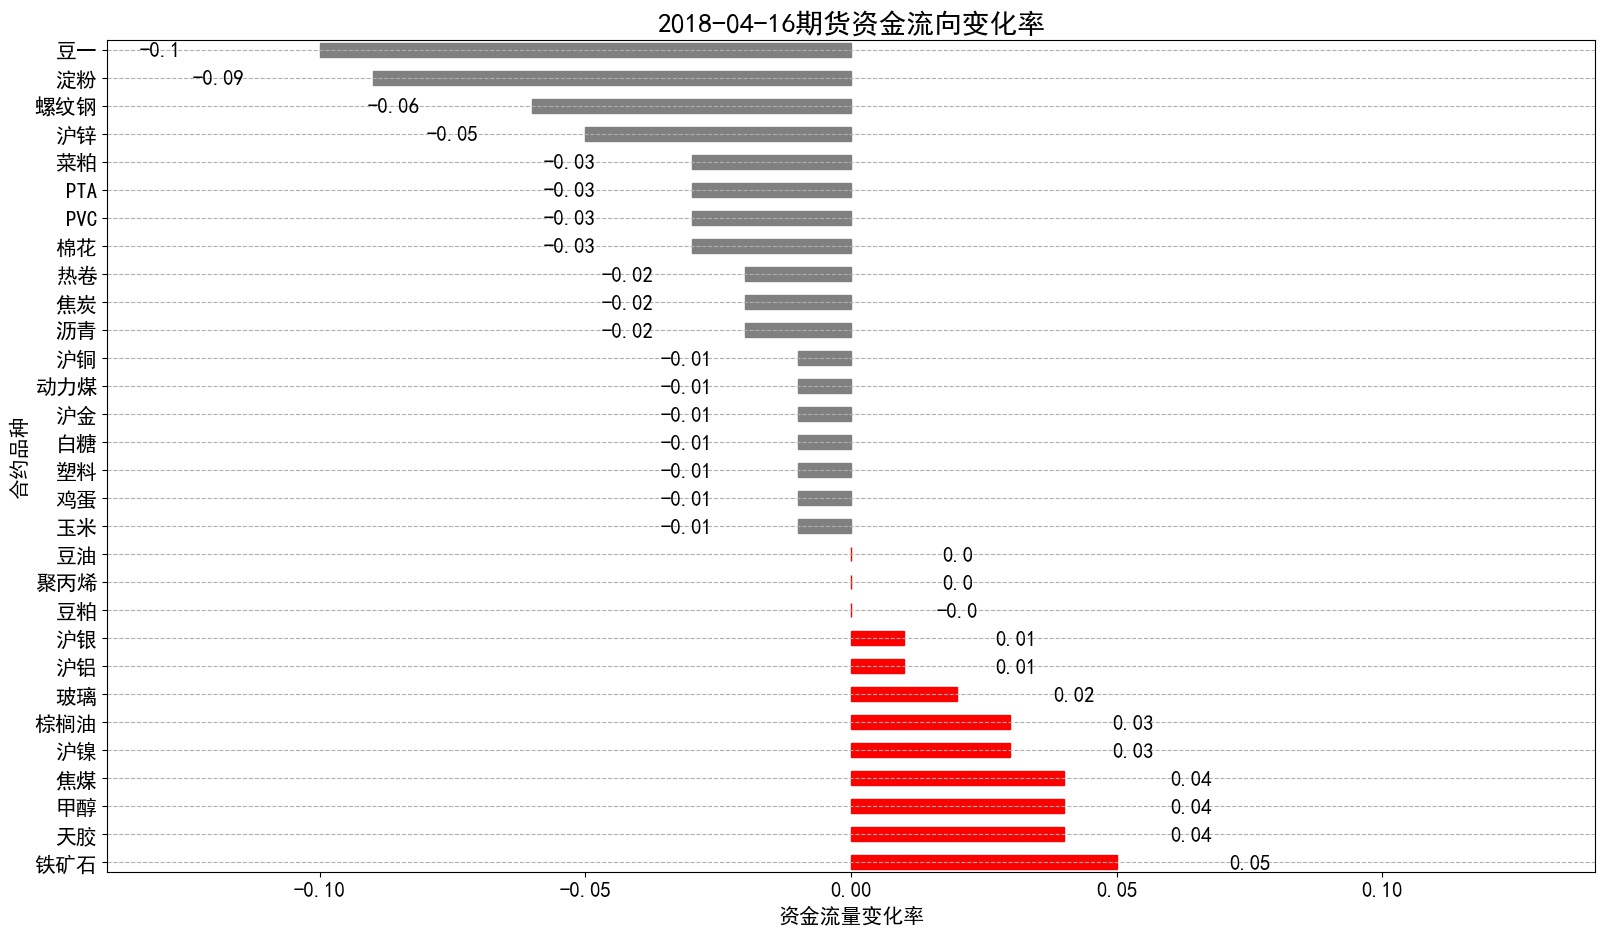 2018-04-16期货资金流向变化率
合约品种
豆一 -0.1
淀粉 -0.09
螺纹钢 -0.06
沪锌 -0.05
菜粕 -0.03
PTA -0.03
PVC -0.03
棉花 -0.03
热卷 -0.02
焦炭 -0.02
沥青 -0.02
沪铜 -0.01
动力煤 -0.01
沪金 -0.01
白糖 -0.01
塑料 -0.01
鸡蛋 -0.01
玉米 -0.01
豆油 0.0
聚丙烯 0.0
豆粕 -0.0
沪银 0.01
沪铝 0.01
玻璃 0.02
棕榈油 0.03
沪镍 0.03
焦煤 0.04
甲醇 0.04
天胶 0.04
铁矿石 0.05
-0.10 -0.05 0.00 0.05 0.10
资金流量变化率